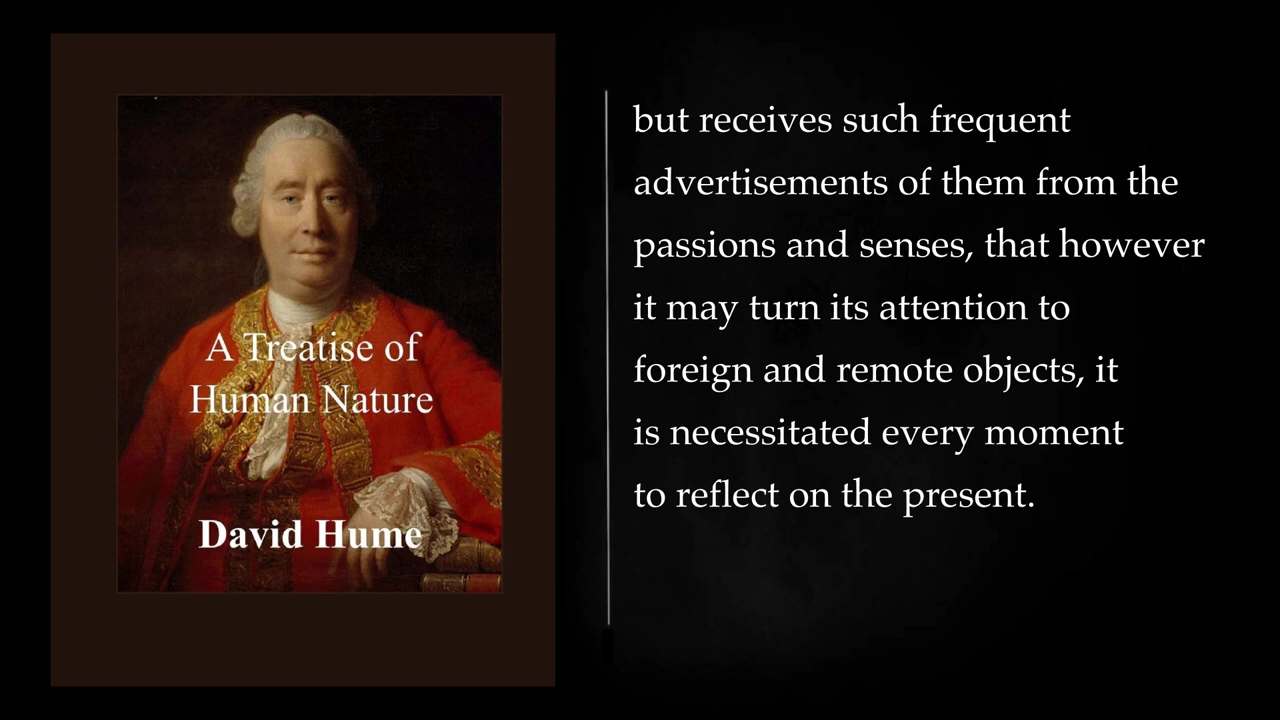 A Treatise of
Human Nature
David Hume
but receives such frequent
advertisements of them from the
passions and senses, that however
it may turn its attention to
foreign and remote objects, it
is necessitated every moment
to reflect on the present.